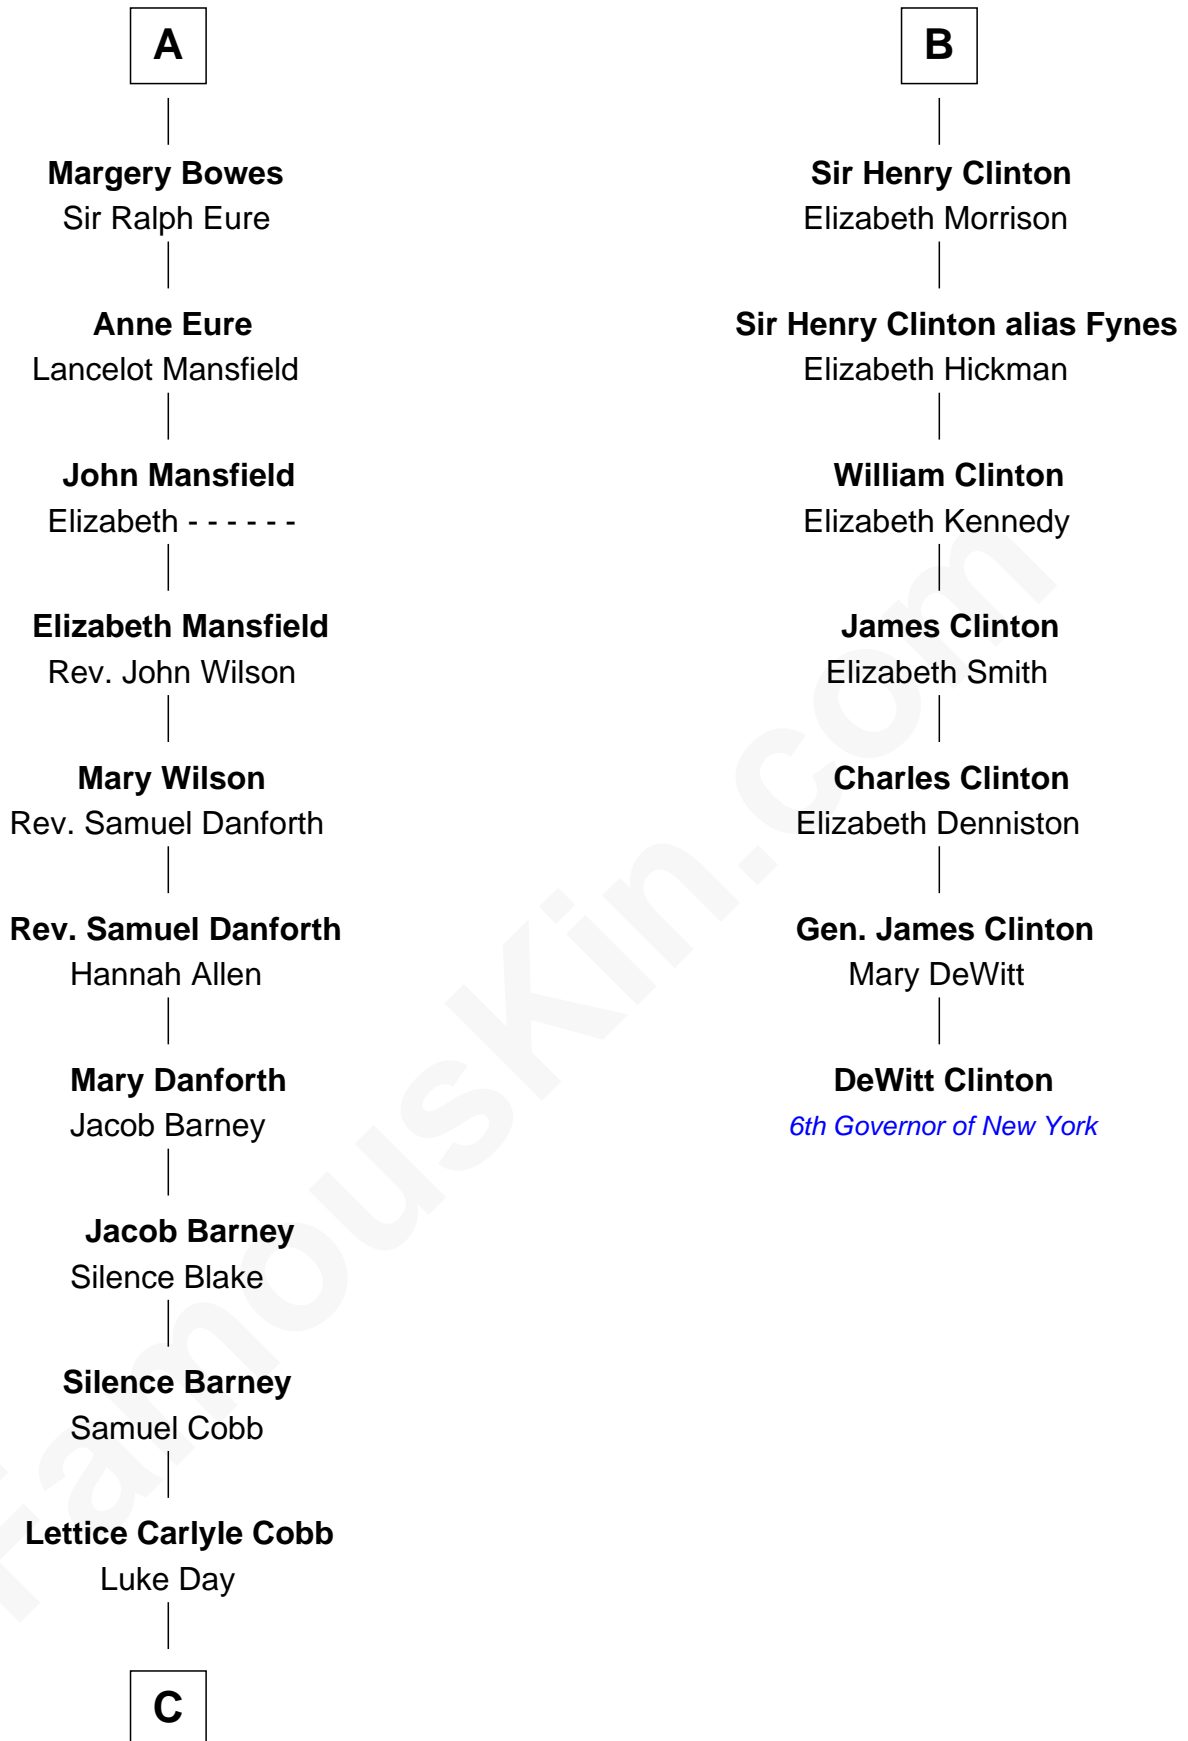 A
Margery Bowes
Sir Ralph Eure
Anne Eure
Lancelot Mansfield
John Mansfield
Elizabeth - - - - - -
Elizabeth Mansfield
Rev. John Wilson
Mary Wilson
Rev. Samuel Danforth
Rev. Samuel Danforth
Hannah Allen
Mary Danforth
Jacob Barney
Jacob Barney
Silence Blake
Silence Barney
Samuel Cobb
Lettice Carlyle Cobb
Luke Day
C
B
Sir Henry Clinton
Elizabeth Morrison
Sir Henry Clinton alias Fynes
Elizabeth Hickman
William Clinton
Elizabeth Kennedy
James Clinton
Elizabeth Smith
Charles Clinton
Elizabeth Denniston
Gen. James Clinton
Mary DeWitt
DeWitt Clinton
6th Governor of New York
FamousKin.com